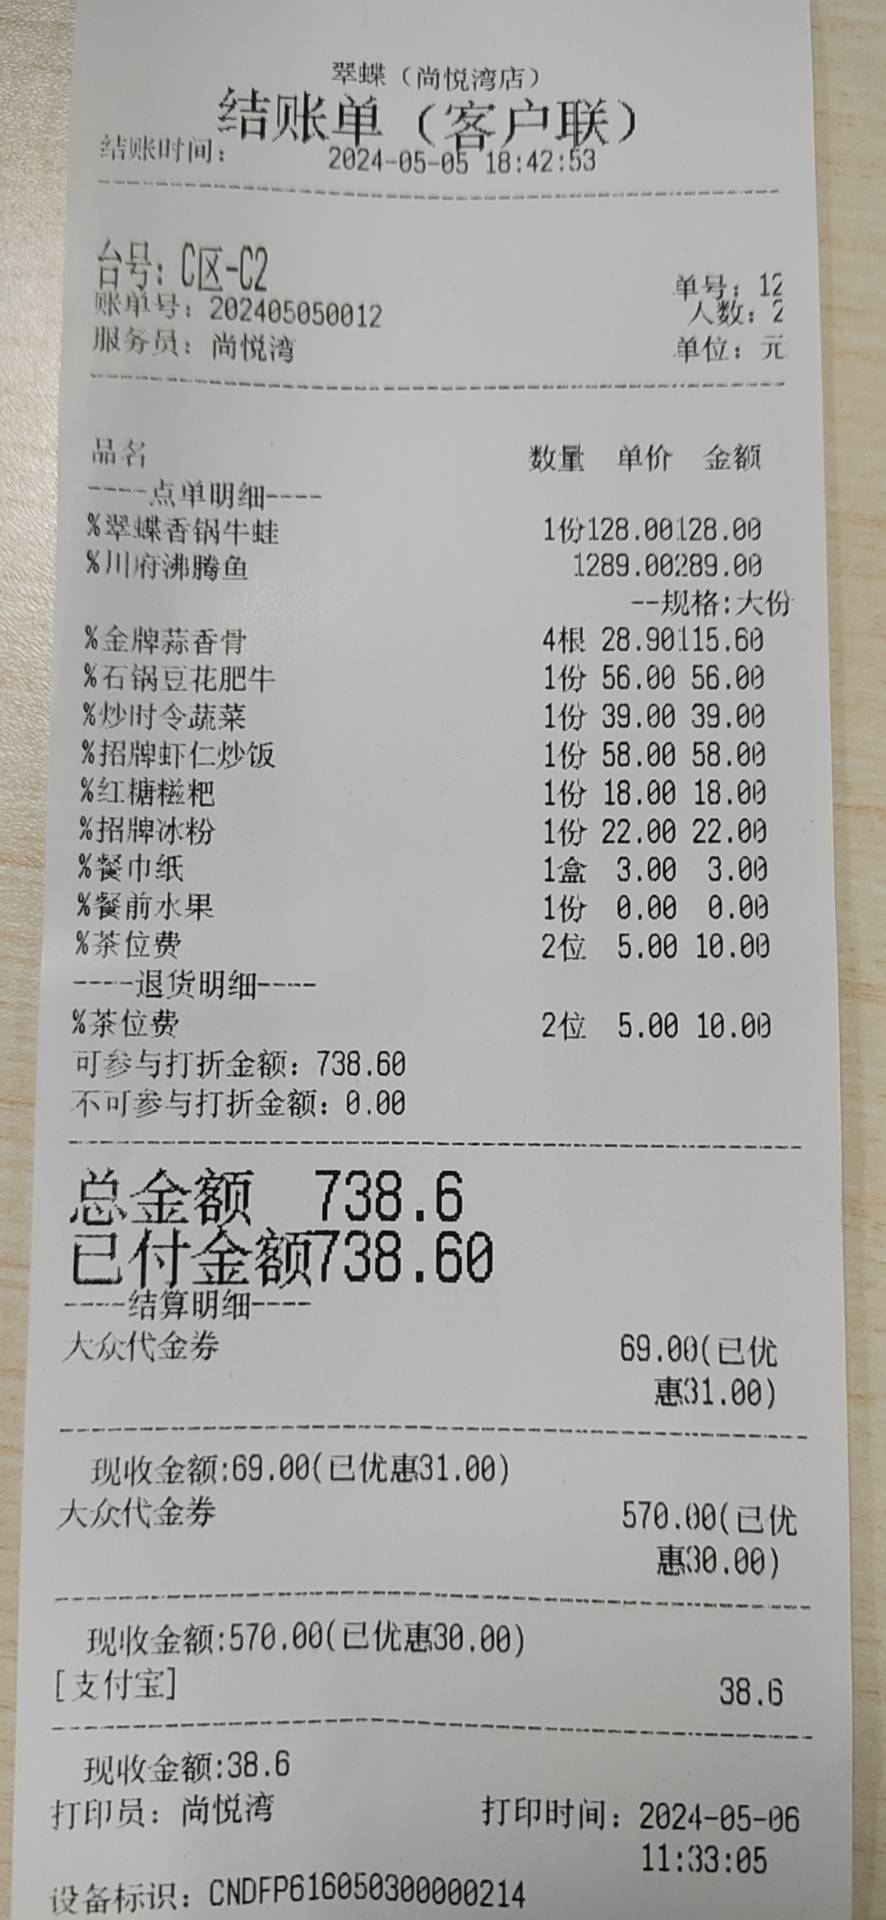 翠蝶（尚悦湾店）
结账单（客户联）
结账时间： 2024-05-05 18:42:53
台号：C区-C2
单号：12
账单号：202405050012 人数：2
服务员：尚悦湾 单位：元
品名 数量 单价 金额
----点单明细----
%翠蝶香锅牛蛙 1份128.00128.00
%川府沸腾鱼 1289.00289.00
--规格:大份
%金牌蒜香骨 4根 28.90115.60
%石锅豆花肥牛 1份 56.00 56.00
%炒时令蔬菜 1份 39.00 39.00
%招牌虾仁炒饭 1份 58.00 58.00
%红糖糍粑 1份 18.00 18.00
%招牌冰粉 1份 22.00 22.00
%餐巾纸 1盒 3.00 3.00
%餐前水果 1份 0.00 0.00
%茶位费 2位 5.00 10.00
----退货明细----
%茶位费 2位 5.00 10.00
可参与打折金额：738.60
不可参与打折金额：0.00
总金额 738.6
已付金额738.60
----结算明细----
大众代金券 69.00(已优
惠31.00)
现收金额:69.00(已优惠31.00)
大众代金券 570.00(已优
惠30.00)
现收金额:570.00(已优惠30.00)
[支付宝] 38.6
现收金额:38.6
打印员：尚悦湾 打印时间：2024-05-06
11:33:05
设备标识：CNDFP616050300000214